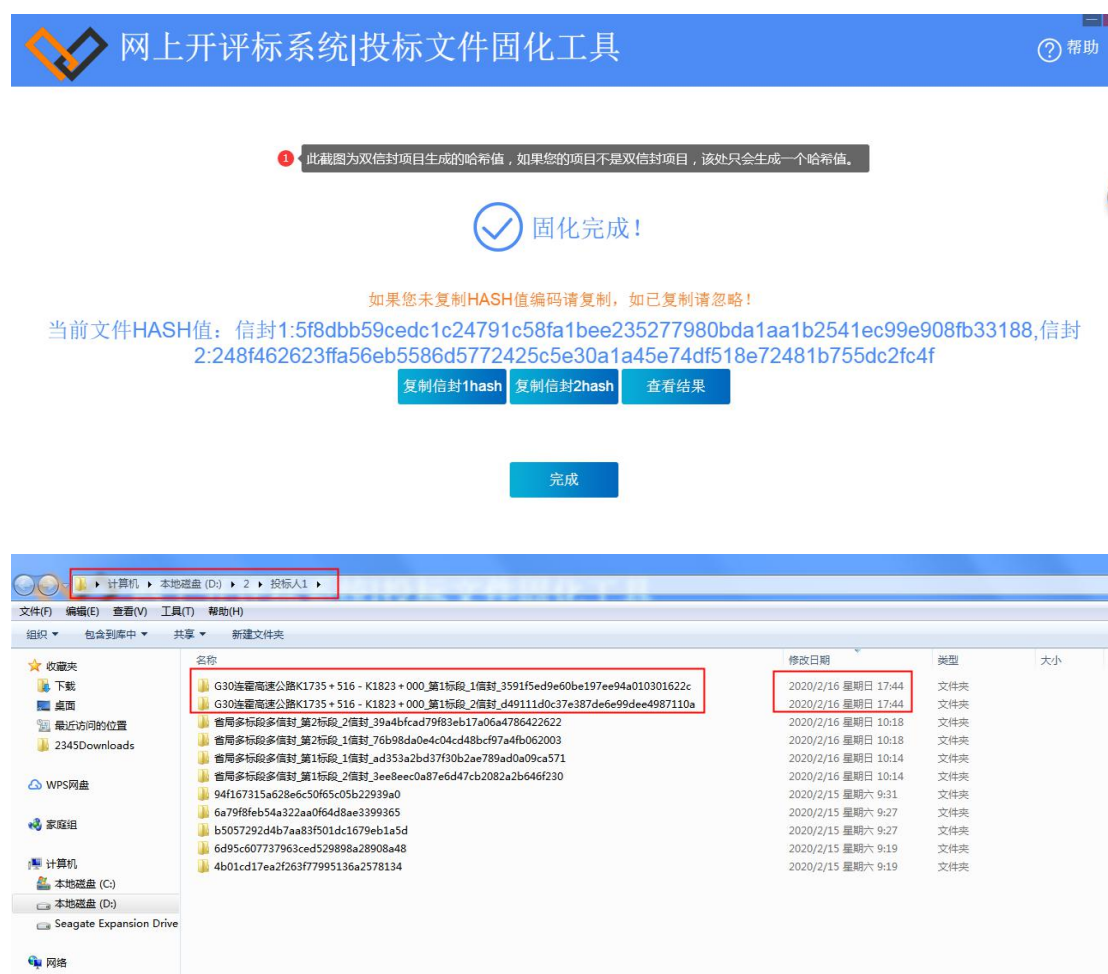 网上开评标系统|投标文件固化工具
帮助
1 此截图为双信封项目生成的哈希值，如果您的项目不是双信封项目，该处只会生成一个哈希值。
固化完成！
如果您未复制HASH值编码请复制，如已复制请忽略！
当前文件HASH值：信封1:5f8dbb59cedc1c24791c58fa1bee235277980bda1aa1b2541ec99e908fb33188,信封
2:248f462623ffa56eb5586d5772425c5e30a1a45e74df518e72481b755dc2fc4f
复制信封1hash 复制信封2hash 查看结果
完成
计算机 本地磁盘 (D:) 2 投标人1
文件(F) 编辑(E) 查看(V) 工具(T) 帮助(H)
组织 包含到库中 共享 新建文件夹
收藏夹
下载
桌面
最近访问的位置
2345Downloads
WPS网盘
家庭组
计算机
本地磁盘 (C:)
本地磁盘 (D:)
Seagate Expansion Drive
网络
名称 修改日期 类型 大小
G30连霍高速公路K1735+516-K1823+000_第1标段_1信封_3591f5ed9e60be197ee94a010301622c 2020/2/16 星期日 17:44 文件夹
G30连霍高速公路K1735+516-K1823+000_第1标段_2信封_d49111d0c37e387de6e99dee4987110a 2020/2/16 星期日 17:44 文件夹
省局多标段多信封_第2标段_2信封_39a4bfcad79f83eb17a06a4786422622 2020/2/16 星期日 10:18 文件夹
省局多标段多信封_第2标段_1信封_76b98da0e4c04cd48bcf97a4fb062003 2020/2/16 星期日 10:18 文件夹
省局多标段多信封_第1标段_1信封_ad353a2bd37f30b2ae789ad0a09ca571 2020/2/16 星期日 10:14 文件夹
省局多标段多信封_第1标段_2信封_3ee8eec0a87e6d47cb2082a2b646f230 2020/2/16 星期日 10:14 文件夹
94f167315a628e6c50f65c05b22939a0 2020/2/15 星期六 9:31 文件夹
6a79f8feb54a322aa0f64d8ae3399365 2020/2/15 星期六 9:27 文件夹
b5057292d4b7aa83f501dc1679eb1a5d 2020/2/15 星期六 9:27 文件夹
6d95c607737963ced529898a28908a48 2020/2/15 星期六 9:19 文件夹
4b01cd17ea2f263f77995136a2578134 2020/2/15 星期六 9:19 文件夹